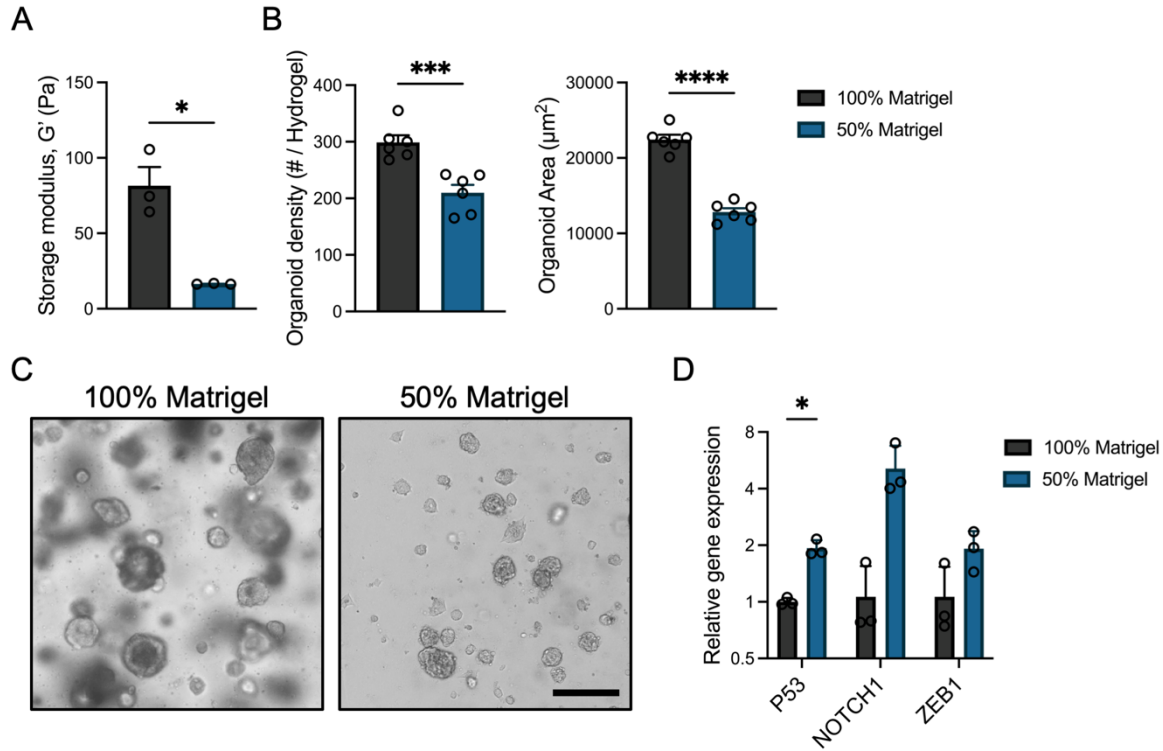 A
Storage modulus, G' (Pa)
150
100
50
0
*
B
Organoid density (# / Hydrogel)
400
300
200
100
0
***
Organoid Area (µm²)
30000
20000
10000
0
****
100% Matrigel
50% Matrigel
C
100% Matrigel
50% Matrigel
D
Relative gene expression
8
4
2
1
0.5
*
P53
NOTCH1
ZEB1
100% Matrigel
50% Matrigel